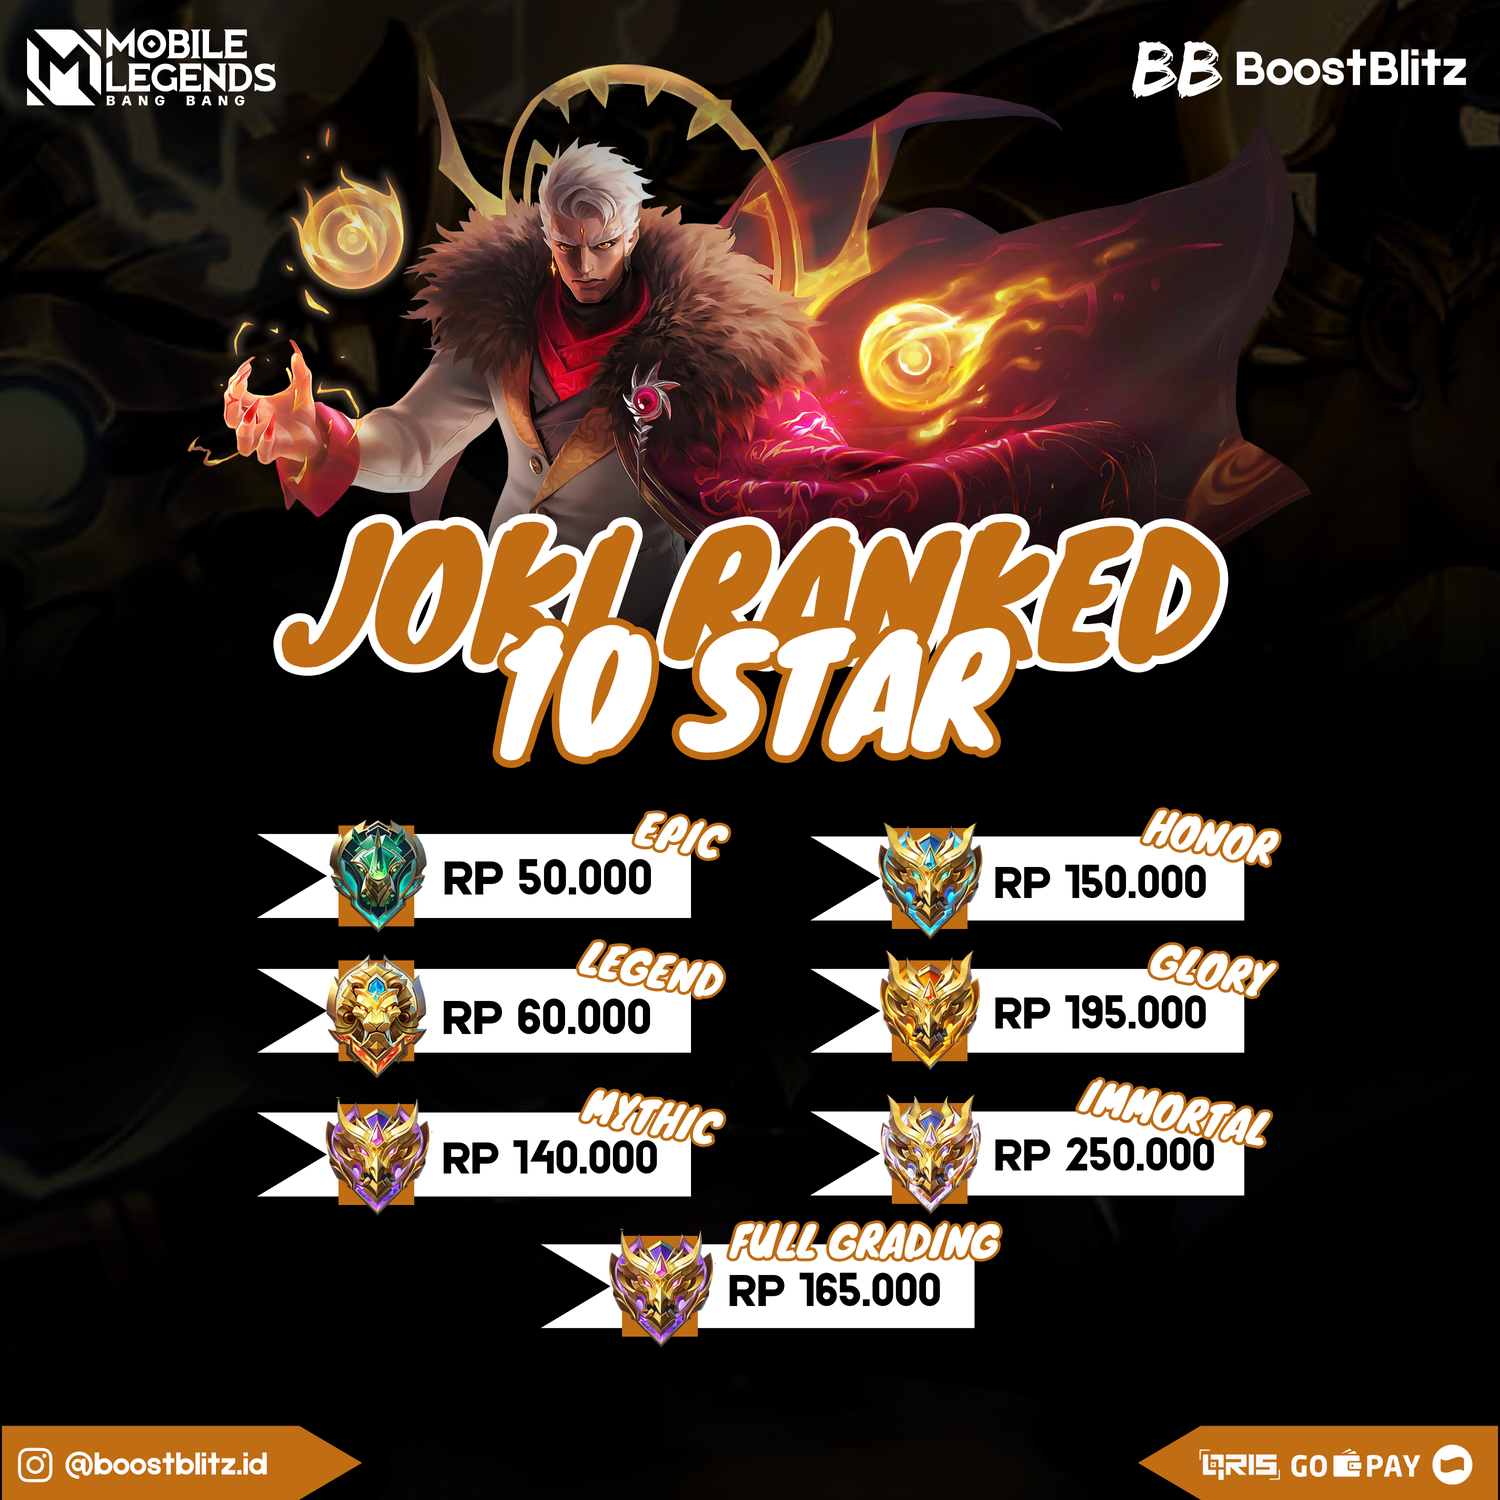 MOBILE
LEGENDS
BANG BANG
BB BoostBlitz
JOKI RANKED
10 STAR
EPIC
RP 50.000
HONOR
RP 150.000
LEGEND
RP 60.000
GLORY
RP 195.000
MYTHIC
RP 140.000
IMMORTAL
RP 250.000
FULL GRADING
RP 165.000
@boostblitz.id
QRIS GO PAY